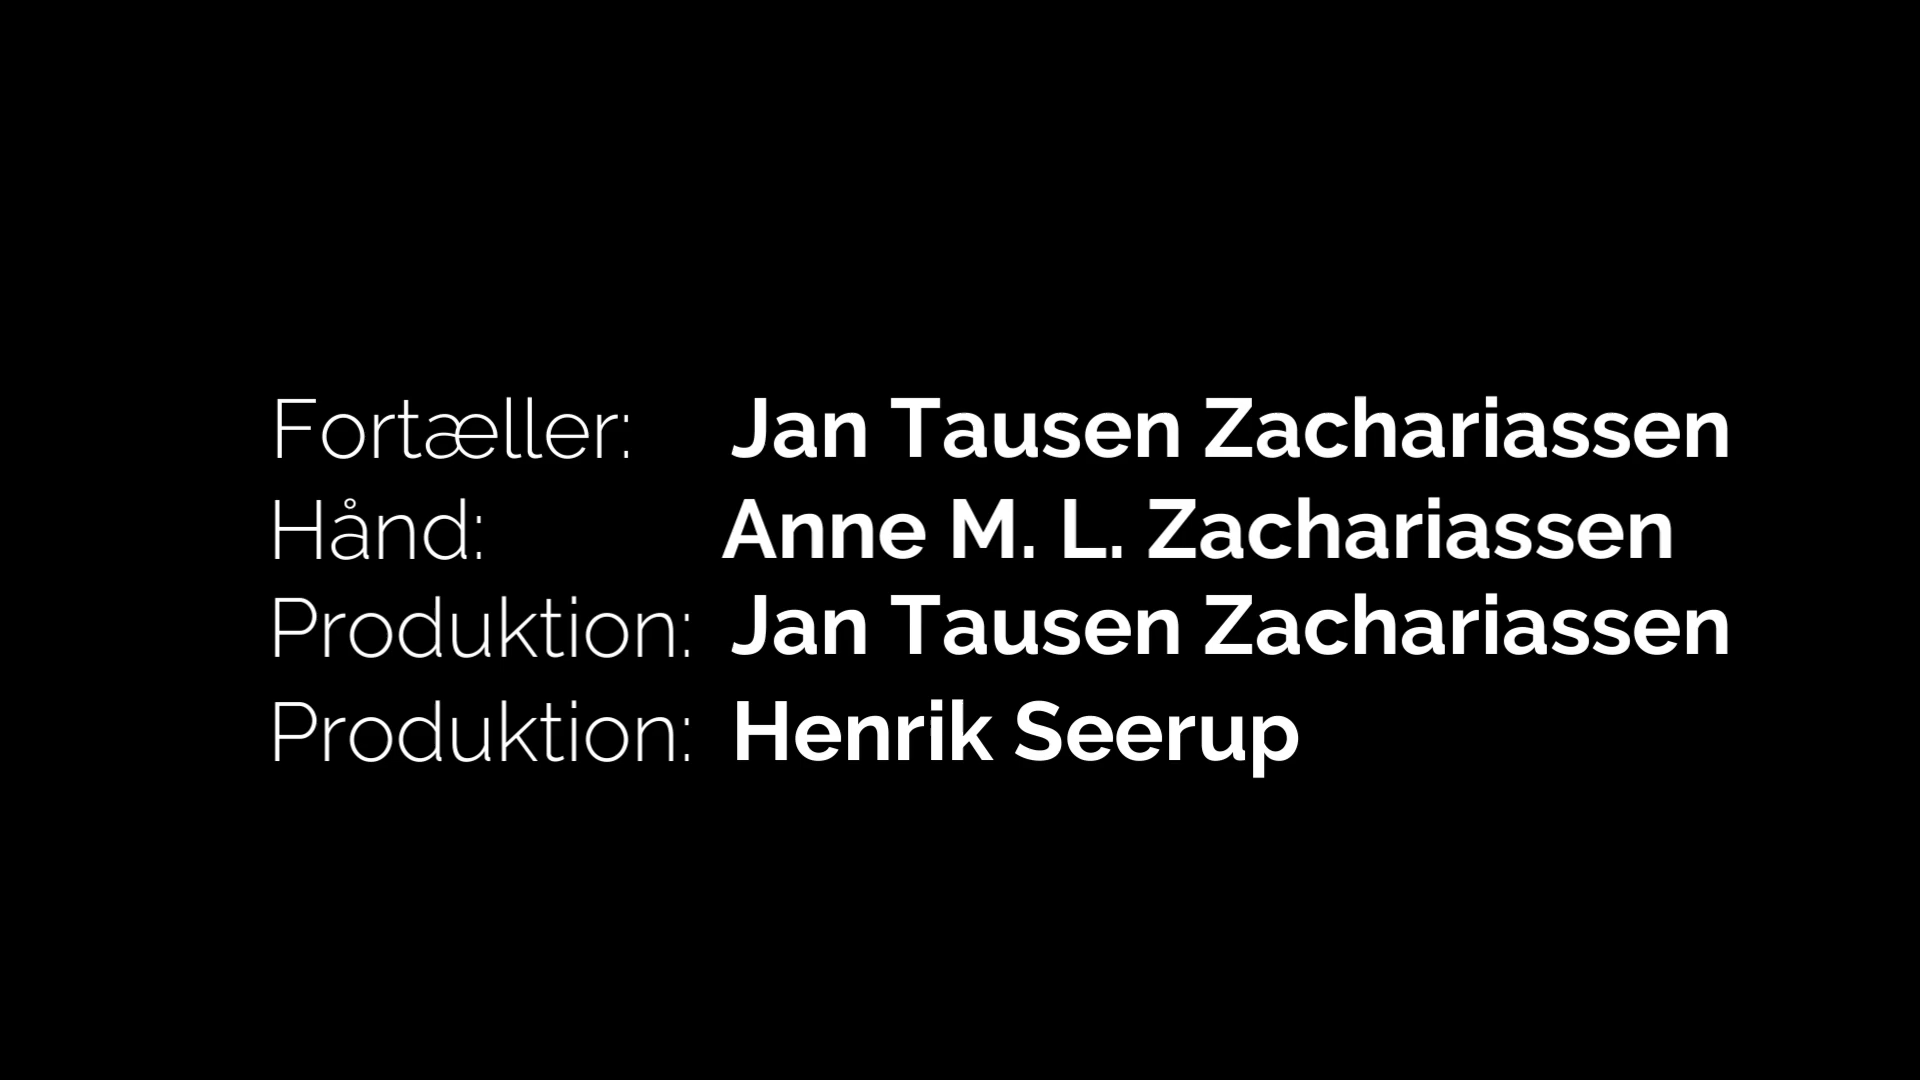 Fortæller: Jan Tausen Zachariassen
Hånd: Anne M. L. Zachariassen
Produktion: Jan Tausen Zachariassen
Produktion: Henrik Seerup